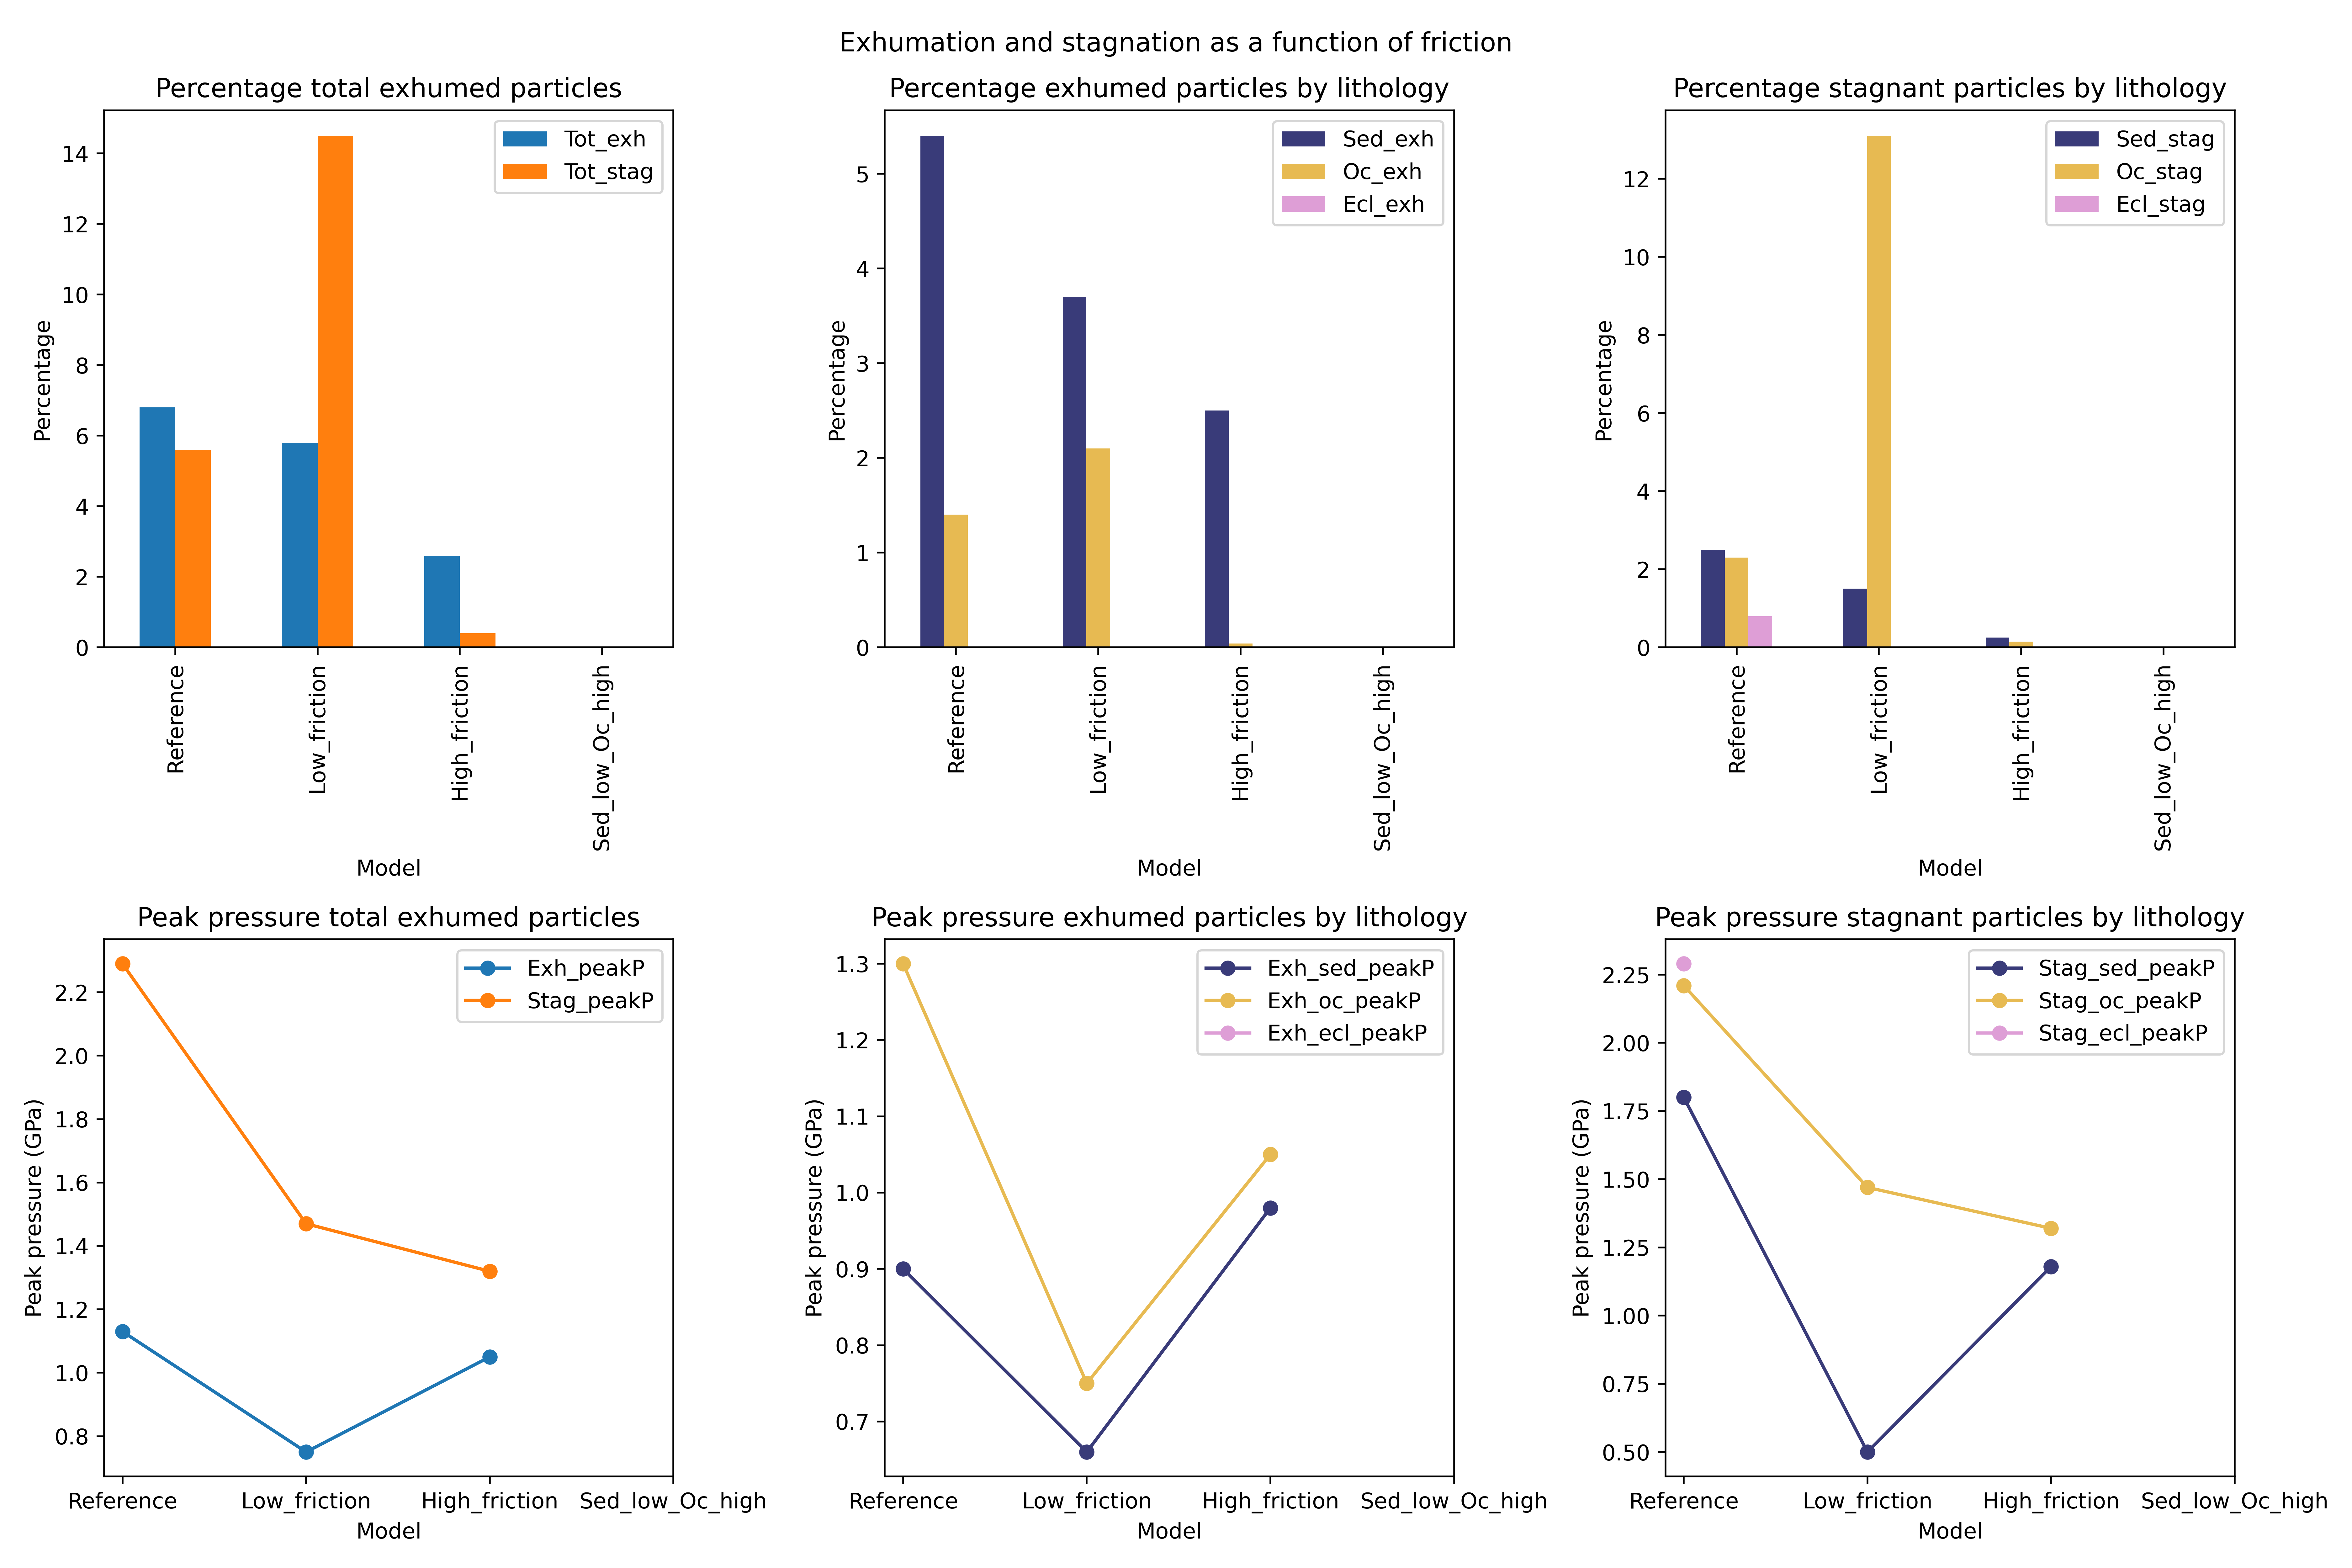 Exhumation and stagnation as a function of friction
Percentage total exhumed particles
Percentage
14
12
10
8
6
4
2
0
Tot_exh
Tot_stag
Reference
Low_friction
High_friction
Sed_low_Oc_high
Model
Percentage exhumed particles by lithology
Percentage
5
4
3
2
1
0
Sed_exh
Oc_exh
Ecl_exh
Reference
Low_friction
High_friction
Sed_low_Oc_high
Model
Percentage stagnant particles by lithology
Percentage
12
10
8
6
4
2
0
Sed_stag
Oc_stag
Ecl_stag
Reference
Low_friction
High_friction
Sed_low_Oc_high
Model
Peak pressure total exhumed particles
Peak pressure (GPa)
2.2
2.0
1.8
1.6
1.4
1.2
1.0
0.8
Exh_peakP
Stag_peakP
Reference
Low_friction
High_friction
Sed_low_Oc_high
Model
Peak pressure exhumed particles by lithology
Peak pressure (GPa)
1.3
1.2
1.1
1.0
0.9
0.8
0.7
Exh_sed_peakP
Exh_oc_peakP
Exh_ecl_peakP
Reference
Low_friction
High_friction
Sed_low_Oc_high
Model
Peak pressure stagnant particles by lithology
Peak pressure (GPa)
2.25
2.00
1.75
1.50
1.25
1.00
0.75
0.50
Stag_sed_peakP
Stag_oc_peakP
Stag_ecl_peakP
Reference
Low_friction
High_friction
Sed_low_Oc_high
Model